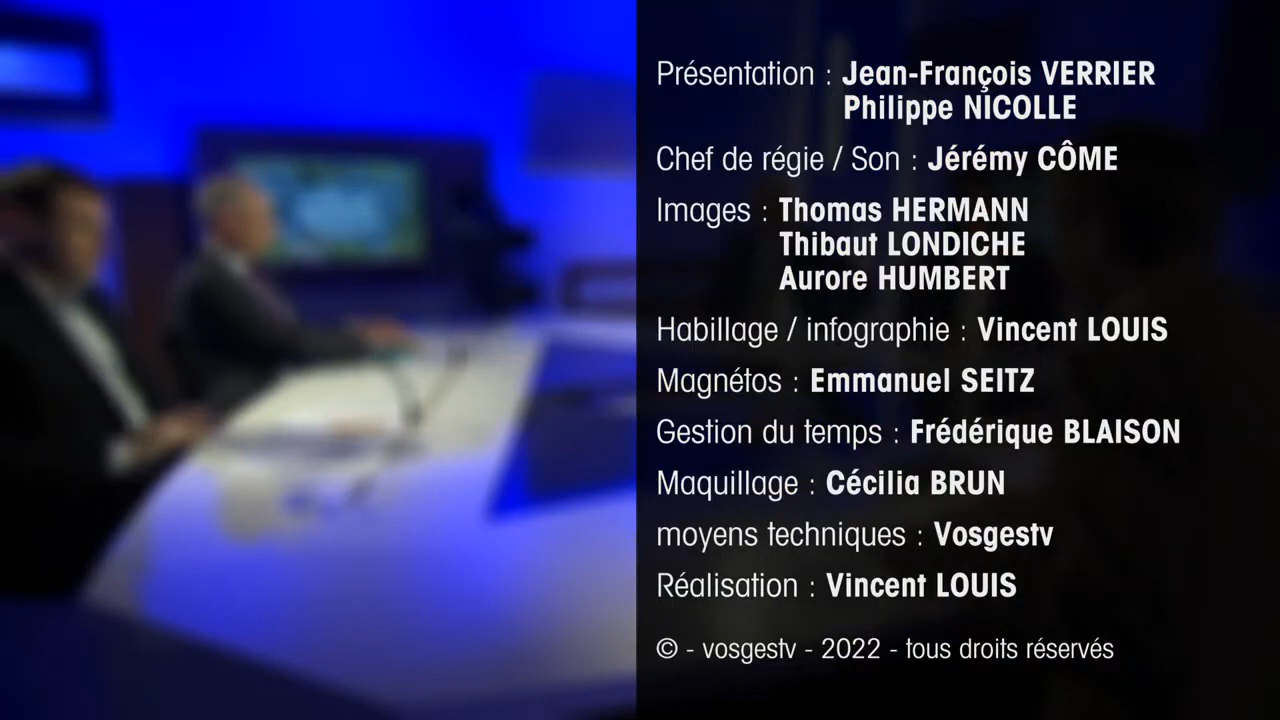 Présentation : Jean-François VERRIER
Philippe NICOLLE
Chef de régie / Son : Jérémy CÔME
Images : Thomas HERMANN
Thibaut LONDICHE
Aurore HUMBERT
Habillage / infographie : Vincent LOUIS
Magnétos : Emmanuel SEITZ
Gestion du temps : Frédérique BLAISON
Maquillage : Cécilia BRUN
moyens techniques : Vosgestv
Réalisation : Vincent LOUIS
© - vosgestv - 2022 - tous droits réservés